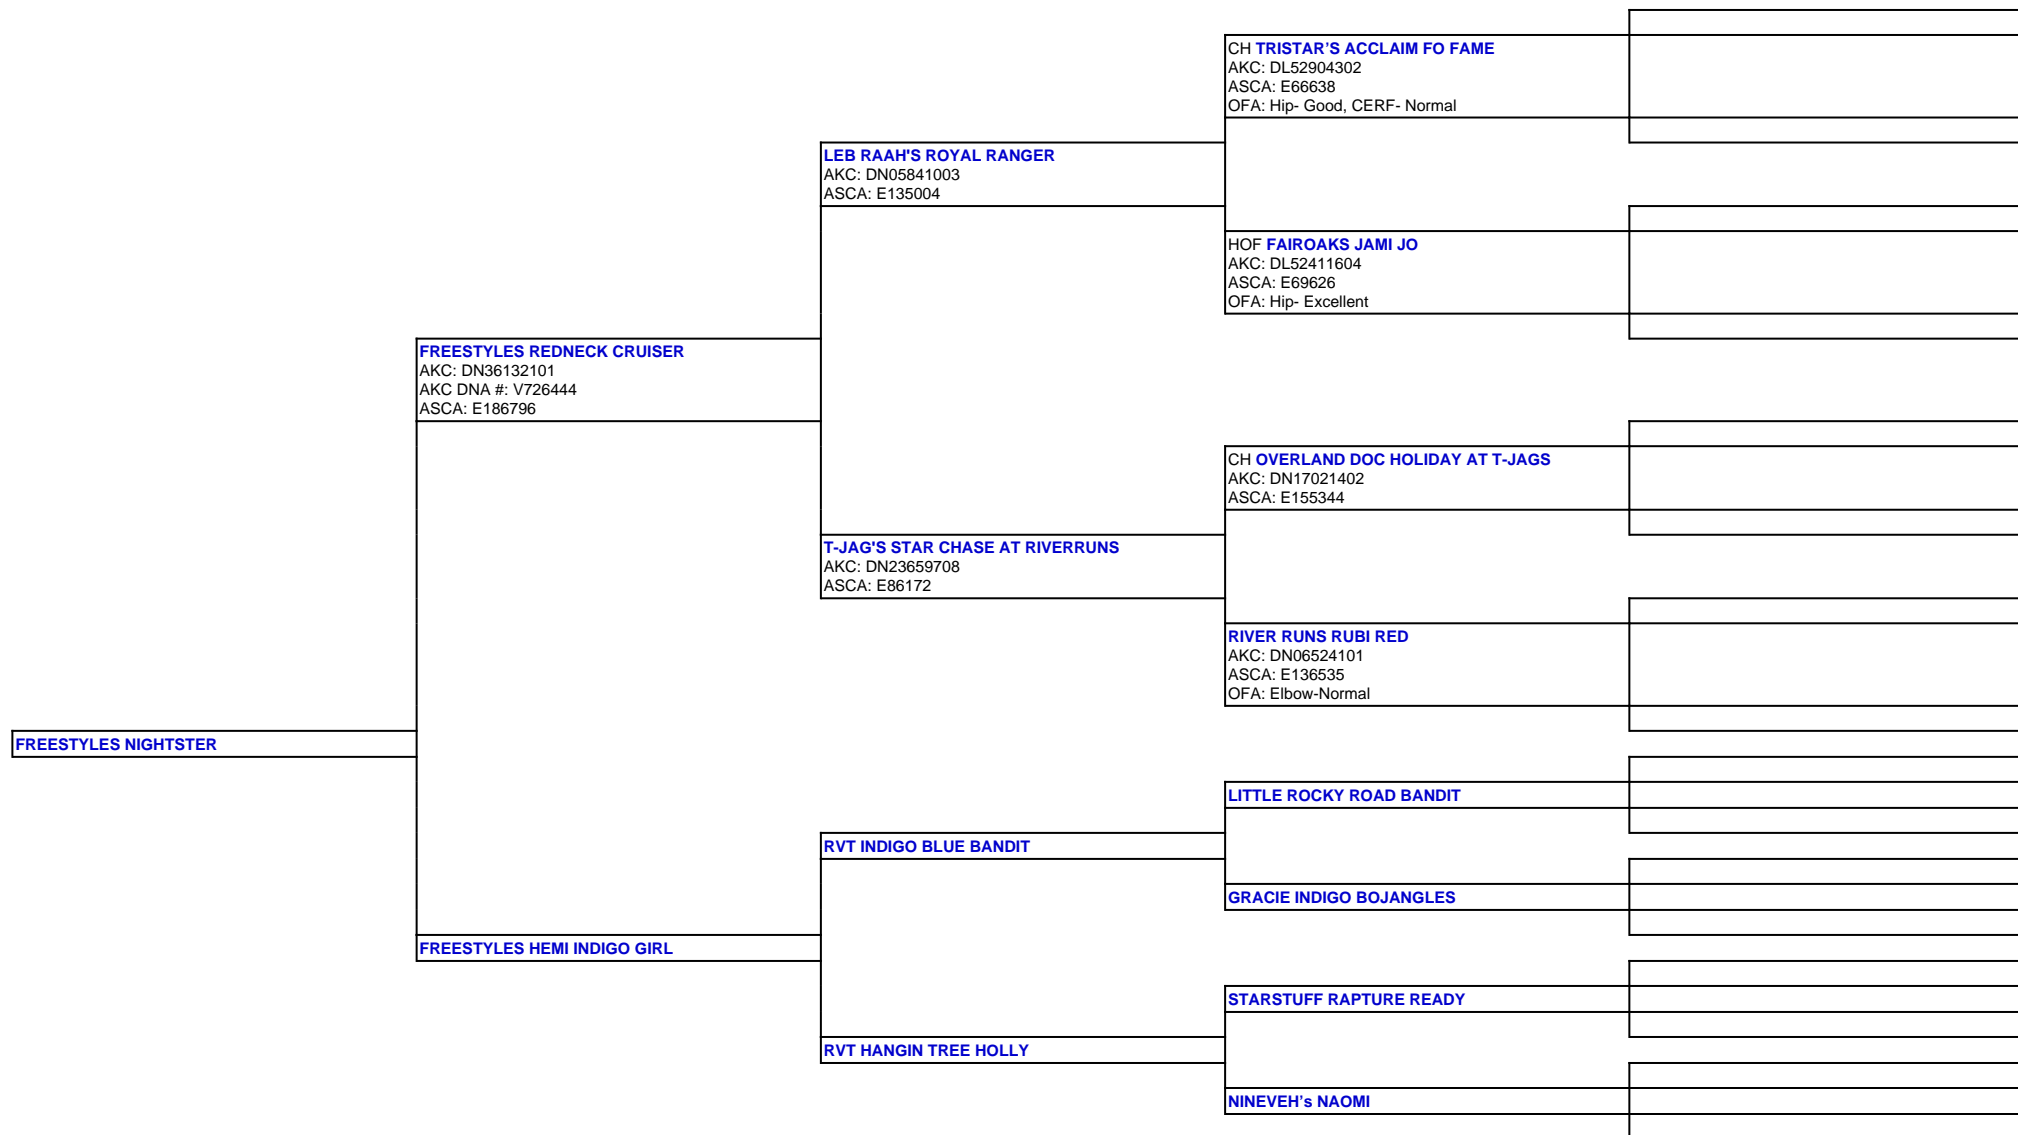 CH TRISTAR’S ACCLAIM FO FAME
AKC: DL52904302
ASCA: E66638
OFA: Hip- Good, CERF- Normal
LEB RAAH'S ROYAL RANGER
AKC: DN05841003
ASCA: E135004
HOF FAIROAKS JAMI JO
AKC: DL52411604
ASCA: E69626
OFA: Hip- Excellent
FREESTYLES REDNECK CRUISER
AKC: DN36132101
AKC DNA #: V726444
ASCA: E186796
CH OVERLAND DOC HOLIDAY AT T-JAGS
AKC: DN17021402
ASCA: E155344
T-JAG'S STAR CHASE AT RIVERRUNS
AKC: DN23659708
ASCA: E86172
RIVER RUNS RUBI RED
AKC: DN06524101
ASCA: E136535
OFA: Elbow-Normal
FREESTYLES NIGHTSTER
LITTLE ROCKY ROAD BANDIT
RVT INDIGO BLUE BANDIT
GRACIE INDIGO BOJANGLES
FREESTYLES HEMI INDIGO GIRL
STARSTUFF RAPTURE READY
RVT HANGIN TREE HOLLY
NINEVEH’s NAOMI